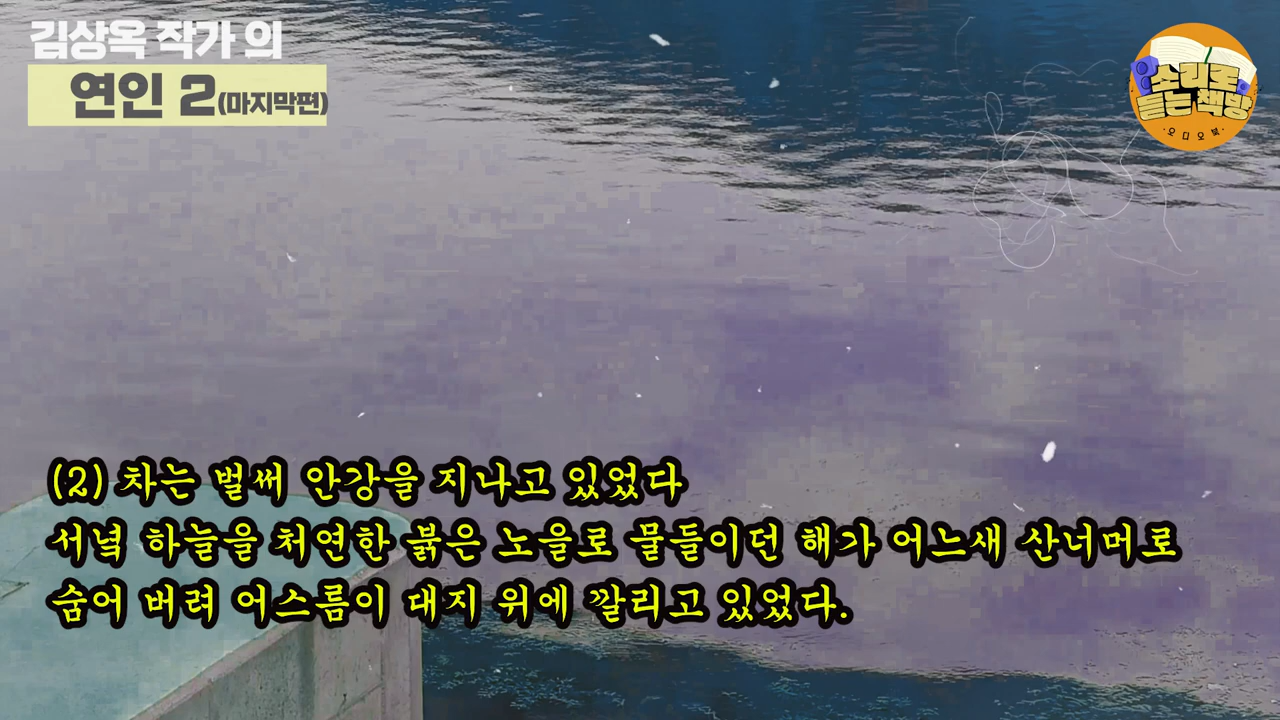 김상옥 작가 의
연인 2(마지막편)
소리로
듣는 책방
·오디오북·
(2) 차는 벌써 안강을 지나고 있었다
서녘 하늘을 처연한 붉은 노을로 물들이던 해가 어느새 산너머로
숨어 버려 어스름이 대지 위에 깔리고 있었다.